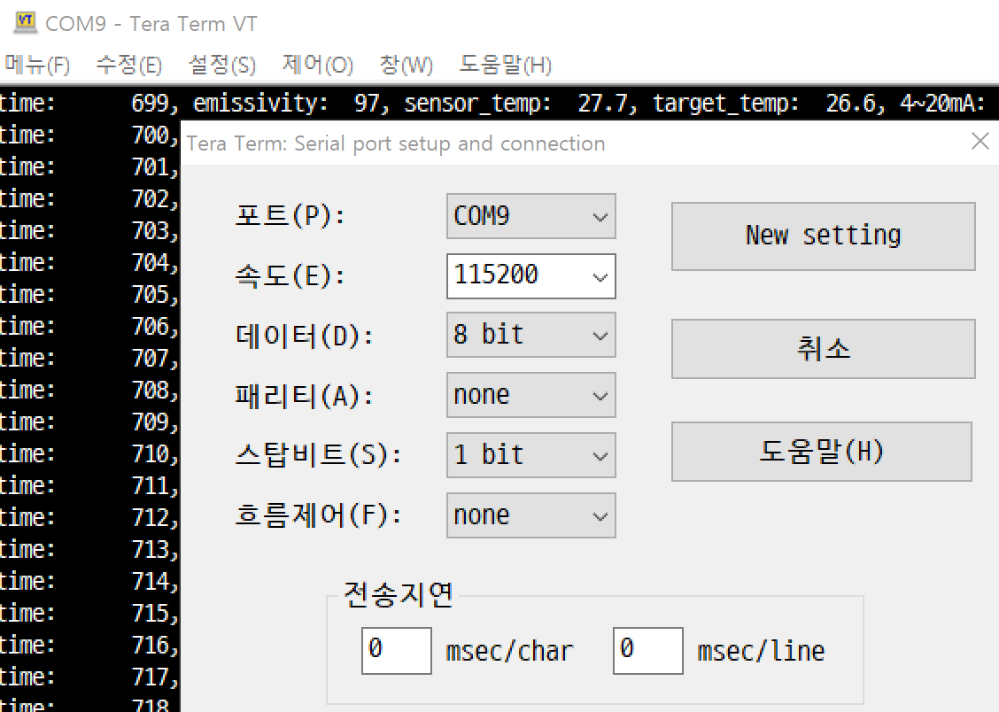 COM9 - Tera Term VT
메뉴(F) 수정(E) 설정(S) 제어(O) 창(W) 도움말(H)
time: 699, emissivity: 97, sensor_temp: 27.7, target_temp: 26.6, 4~20mA:
time: 700,
time: 701,
time: 702,
time: 703,
time: 704,
time: 705,
time: 706,
time: 707,
time: 708,
time: 709,
time: 710,
time: 711,
time: 712,
time: 713,
time: 714,
time: 715,
time: 716,
time: 717,
time: 718
Tera Term: Serial port setup and connection
포트(P): COM9
속도(E): 115200
데이터(D): 8 bit
패리티(A): none
스탑비트(S): 1 bit
흐름제어(F): none
New setting
취소
도움말(H)
전송지연
0 msec/char 0 msec/line